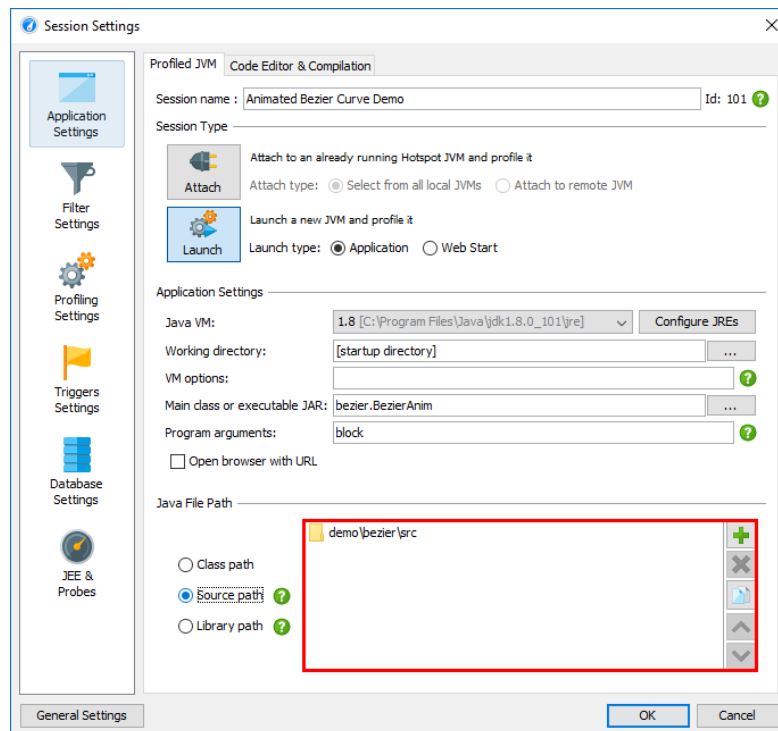 Session Settings
Profiled JVM
Code Editor & Compilation
Application
Settings
Filter
Settings
Profiling
Settings
Triggers
Settings
Database
Settings
JEE &
Probes
Session name : Animated Bezier Curve Demo Id: 101
Session Type
Attach
Attach to an already running Hotspot JVM and profile it
Attach type: Select from all local JVMs Attach to remote JVM
Launch
Launch a new JVM and profile it
Launch type: Application Web Start
Application Settings
Java VM: 1.8 [C:\Program Files\Java\jdk1.8.0_101\jre] Configure JREs
Working directory: [startup directory] ...
VM options:
Main class or executable JAR: bezier.BezierAnim ...
Program arguments: block
Open browser with URL
Java File Path
demo\bezier\src
Class path
Source path
Library path
General Settings OK Cancel